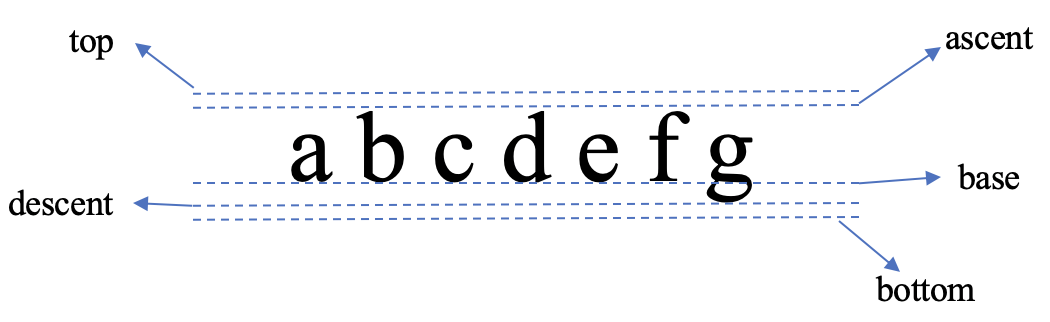 top
ascent
a b c d e f g
base
descent
bottom